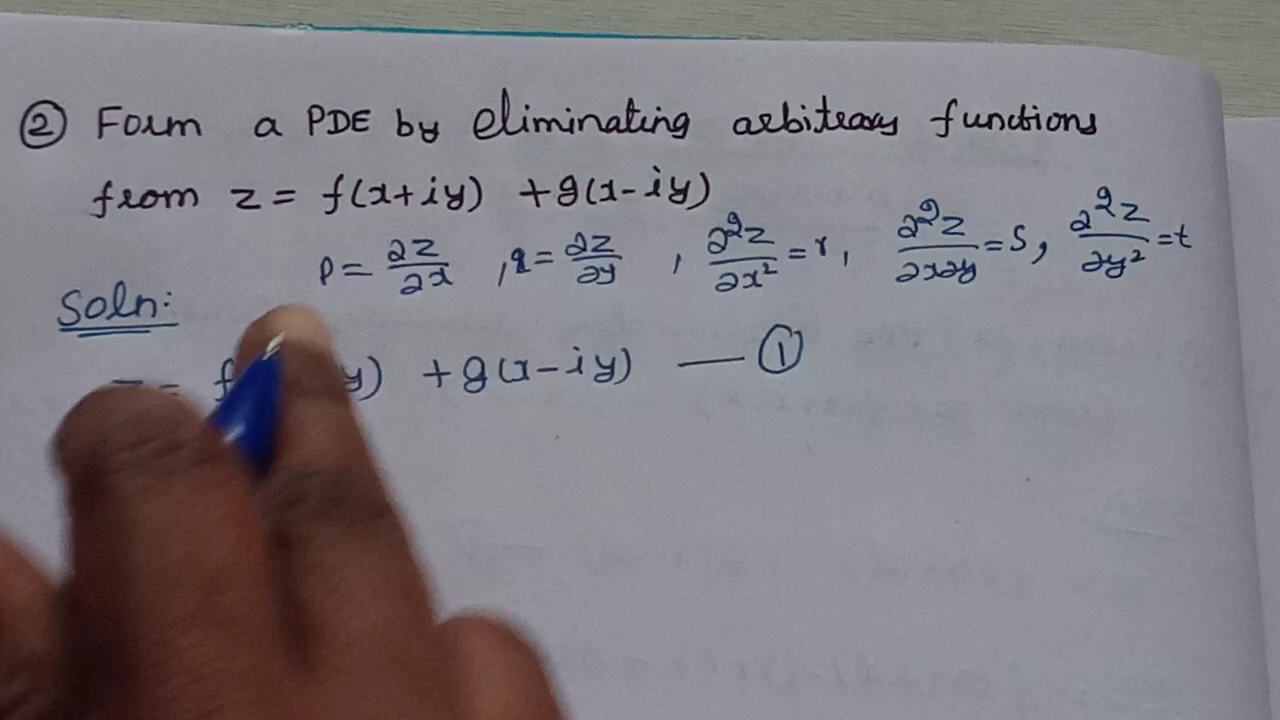 ② Form a PDE by eliminating arbitrary functions
from z = f(x+iy) + g(x-iy)
p = ∂z/∂x , q = ∂z/∂y , ∂²z/∂x² = r, ∂²z/∂x∂y = s, ∂²z/∂y² = t
Soln:
y) + g(x-iy) — ①